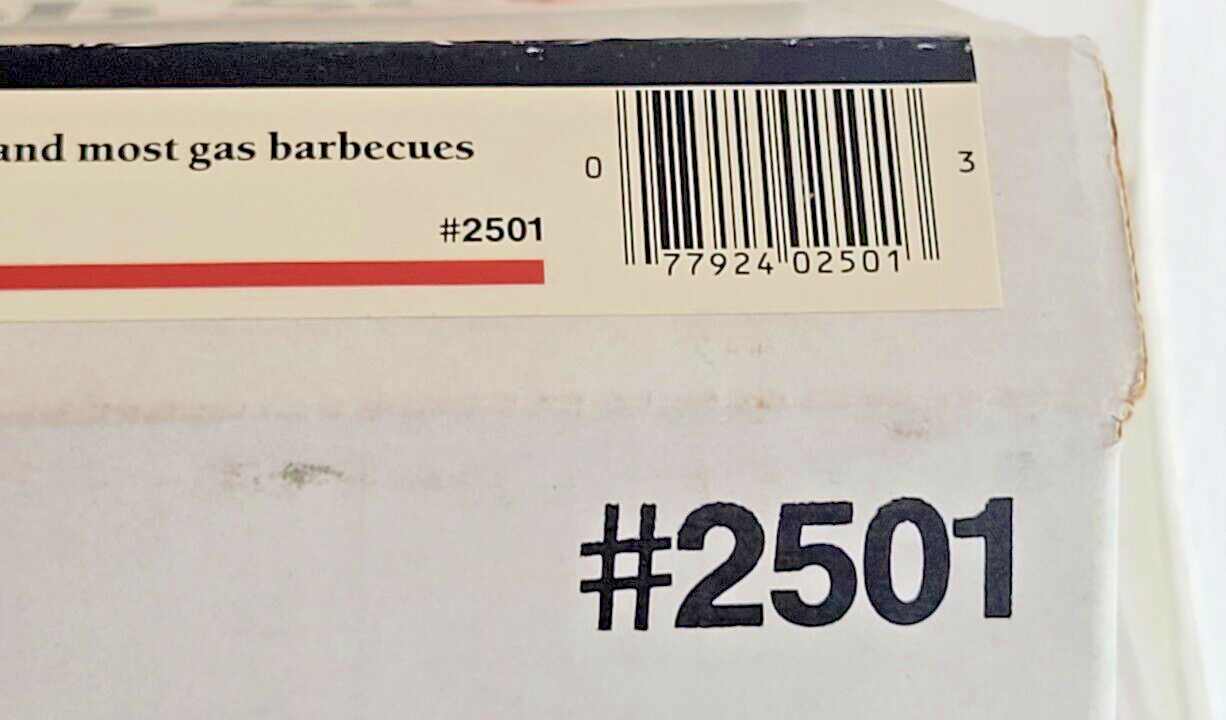 and most gas barbecues
#2501
0 77924 02501 3
#2501